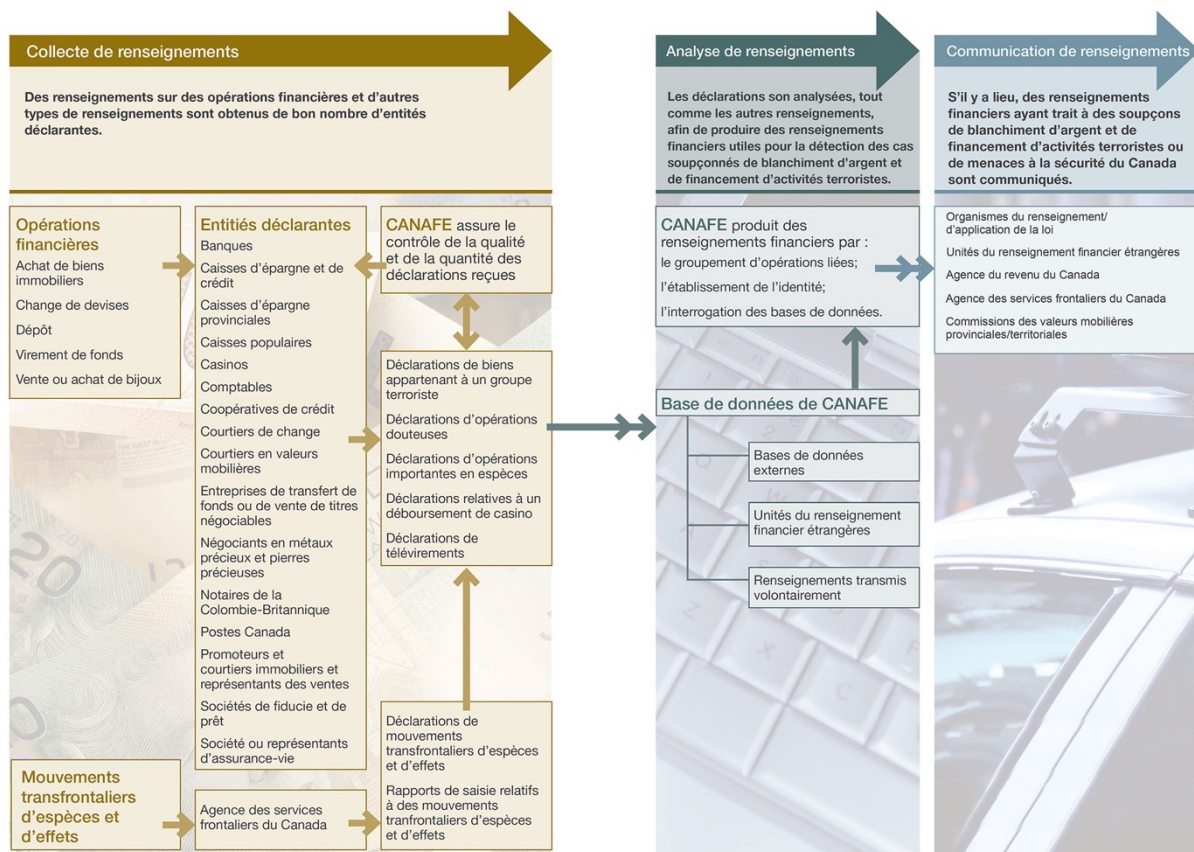 Collecte de renseignements
Des renseignements sur des opérations financières et d'autres
types de renseignements sont obtenus de bon nombre d'entités
déclarantes.
Opérations
financières
Achat de biens
immobiliers
Change de devises
Dépôt
Virement de fonds
Vente ou achat de bijoux
Mouvements
transfrontaliers
d'espèces et
d'effets
Entitiés déclarantes
Banques
Caisses d'épargne et de
crédit
Caisses d'épargne
provinciales
Caisses populaires
Casinos
Comptables
Coopératives de crédit
Courtiers de change
Courtiers en valeurs
mobilières
Entreprises de transfert de
fonds ou de vente de titres
négociables
Négociants en métaux
précieux et pierres
précieuses
Notaires de la
Colombie-Britannique
Postes Canada
Promoteurs et
courtiers immobiliers et
représentants des ventes
Sociétés de fiducie et de
prêt
Société ou représentants
d'assurance-vie
Agence des services
frontaliers du Canada
CANAFE assure le
contrôle de la qualité
et de la quantité des
déclarations reçues
Déclarations de biens
appartenant à un groupe
terroriste
Déclarations d'opérations
douteuses
Déclarations d'opérations
importantes en espèces
Déclarations relatives à un
déboursement de casino
Déclarations de
télévirements
Déclarations de
mouvements
transfrontaliers d'espèces
et d'effets
Rapports de saisie relatifs
à des mouvements
tranfrontaliers d'espèces
et d'effets
Analyse de renseignements
Les déclarations son analysées, tout
comme les autres renseignements,
afin de produire des renseignements
financiers utiles pour la détection des cas
soupçonnés de blanchiment d'argent et
de financement d'activités terroristes.
CANAFE produit des
renseignements financiers par :
le groupement d'opérations liées;
l'établissement de l'identité;
l'interrogation des bases de données.
Base de données de CANAFE
Bases de données
externes
Unités du renseignement
financier étrangères
Renseignements transmis
volontairement
Communication de renseignements
S'il y a lieu, des renseignements
financiers ayant trait à des soupçons
de blanchiment d'argent et de
financement d'activités terroristes ou
de menaces à la sécurité du Canada
sont communiqués.
Organismes du renseignement/
d'application de la loi
Unités du renseignement financier étrangères
Agence du revenu du Canada
Agence des services frontaliers du Canada
Commissions des valeurs mobilières
provinciales/territoriales